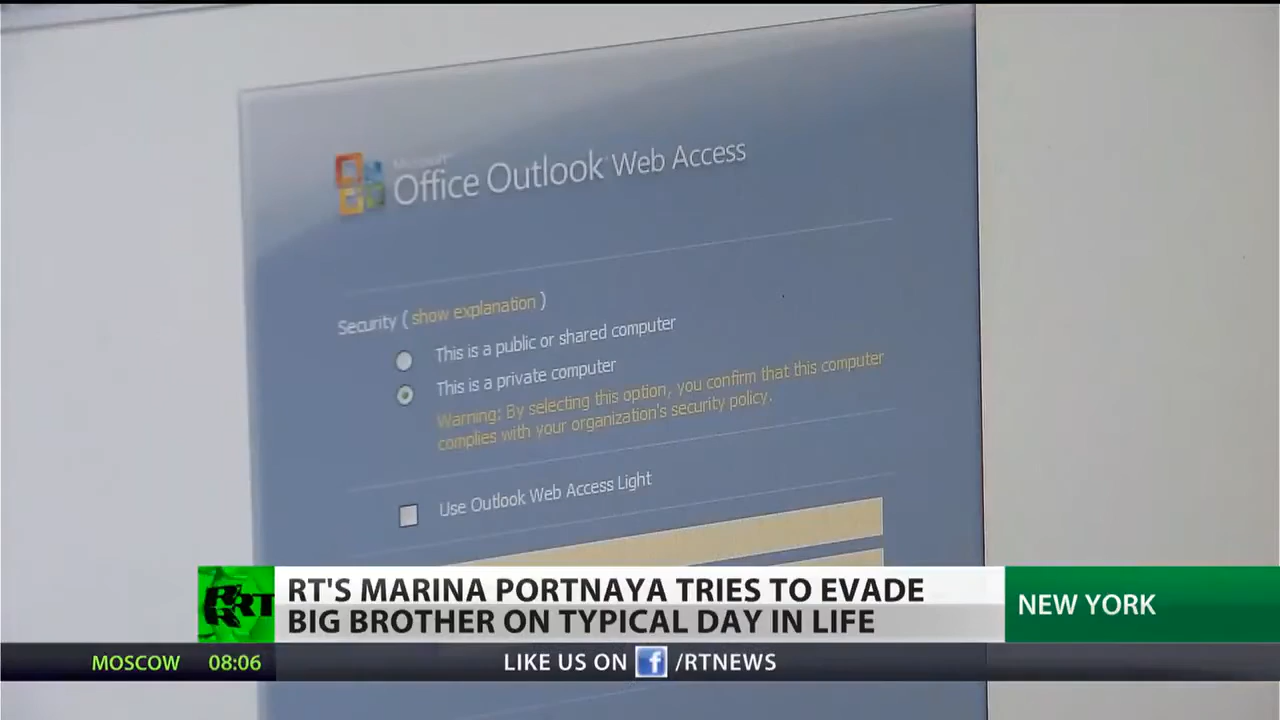 Microsoft
Office Outlook Web Access
Security ( show explanation )
This is a public or shared computer
This is a private computer
Warning: By selecting this option, you confirm that this computer
complies with your organization's security policy.
Use Outlook Web Access Light
RT
RT'S MARINA PORTNAYA TRIES TO EVADE
BIG BROTHER ON TYPICAL DAY IN LIFE
NEW YORK
MOSCOW 08:06
LIKE US ON f /RTNEWS